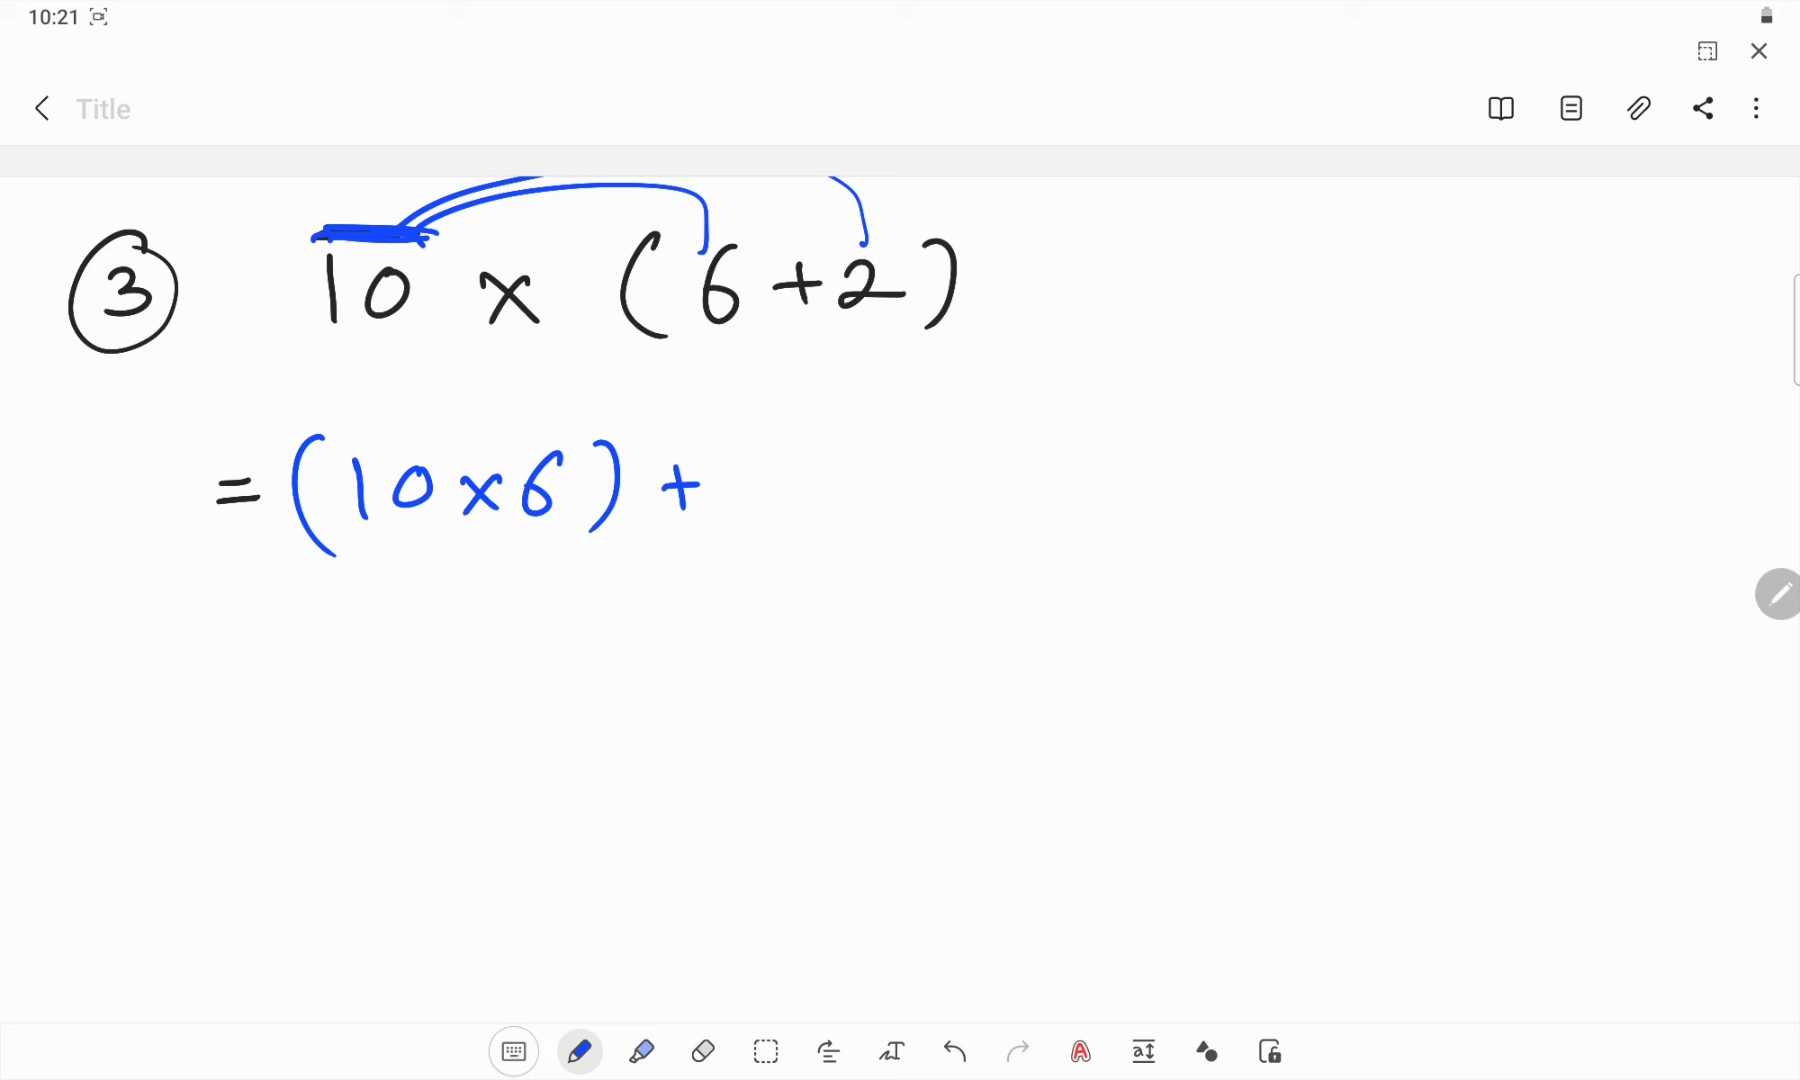 10:21
Title
③ 10 × (6+2)
= (10×6) +